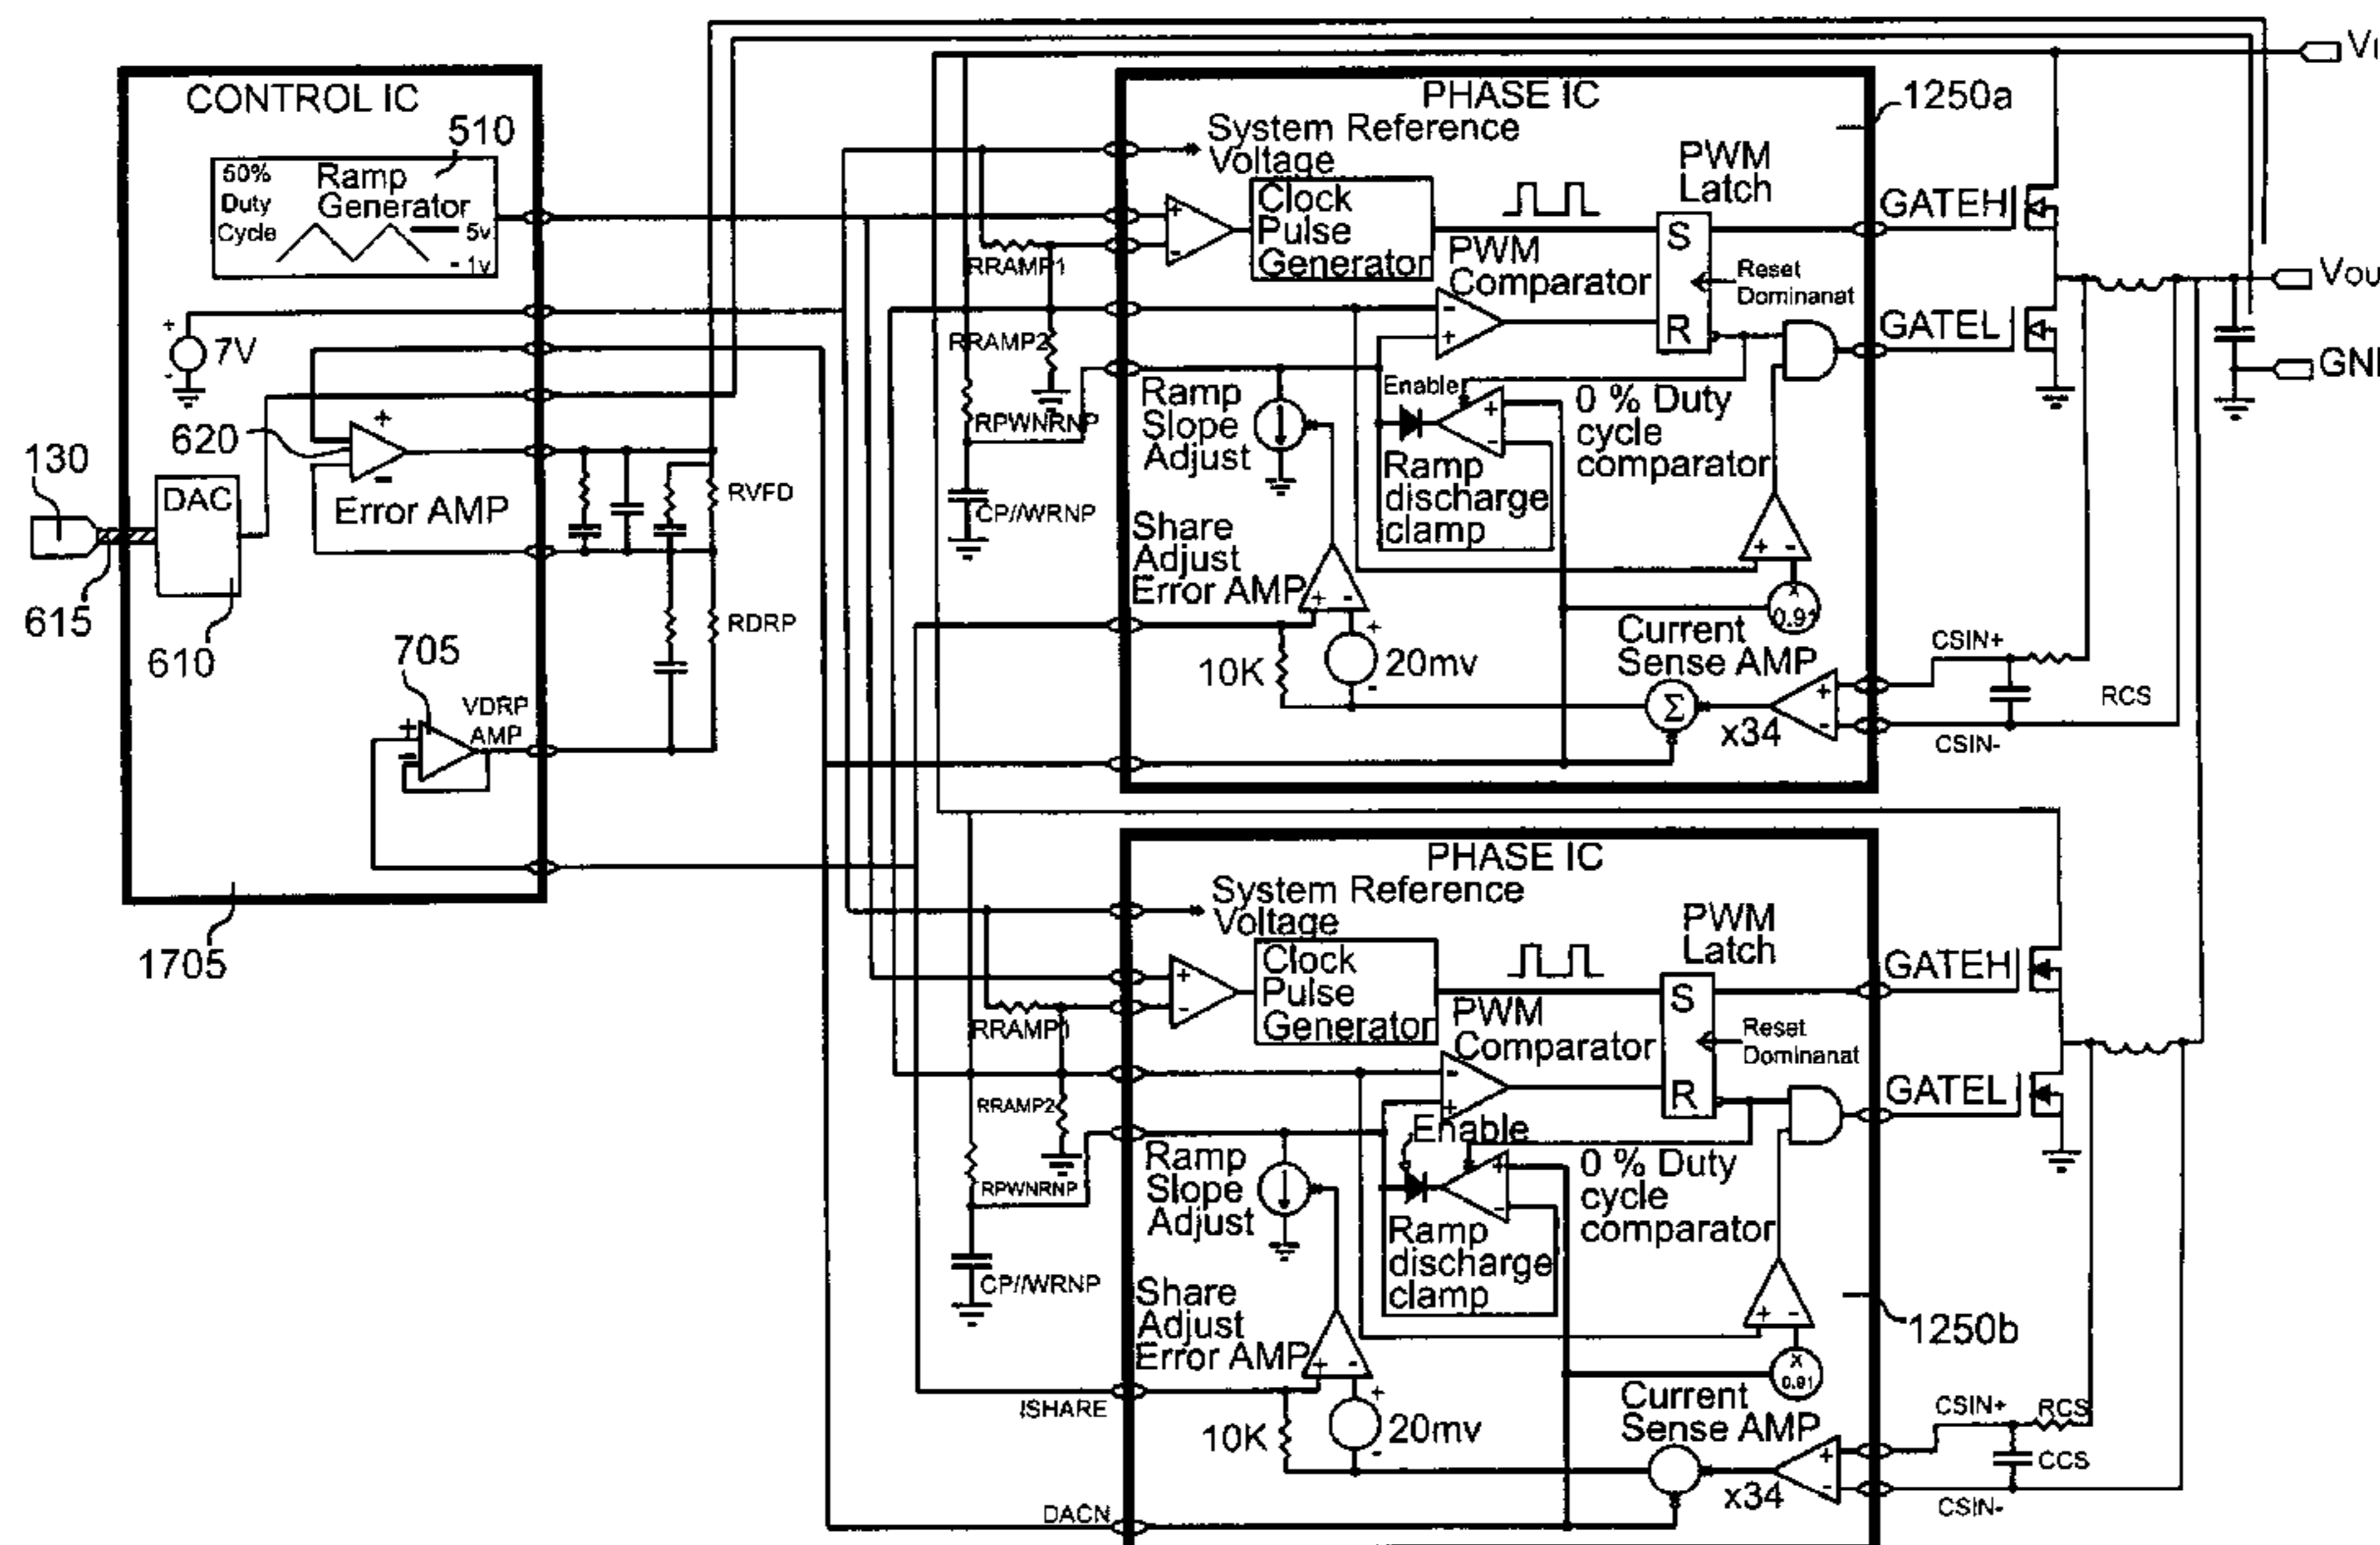 CONTROL IC
510
50%
Duty
Cycle
Ramp
Generator
5v
- 1v
+
7V
-
130
620
+
-
Error AMP
DAC
615
610
705
VDRP
AMP
+
-
1705
RVFD
RDRP
PHASE IC
1250a
System Reference
Voltage
Clock
Pulse
Generator
+
-
PWM
Latch
S
R
Reset
Dominanat
PWM
Comparator
-
+
RRAMP1
RRAMP2
RPWNRNP
CP//WRNP
Ramp
Slope
Adjust
Enable
+
-
Ramp
discharge
clamp
0 % Duty
cycle
comparator
Share
Adjust
Error AMP
+ -
+ -
x
0.91
10K
+
20mv
-
Current
Sense AMP
Σ
x34
+
-
GATEH
GATEL
CSIN+
RCS
CSIN-
PHASE IC
1250b
System Reference
Voltage
Clock
Pulse
Generator
+
-
PWM
Latch
S
R
Reset
Dominanat
PWM
Comparator
-
+
RRAMP1
RRAMP2
RPWNRNP
CP//WRNP
Ramp
Slope
Adjust
Enable
+
-
Ramp
discharge
clamp
0 % Duty
cycle
comparator
Share
Adjust
Error AMP
+ -
+ -
x
0.91
ISHARE
10K
+
20mv
-
Current
Sense AMP
x34
+
-
DACN
GATEH
GATEL
CSIN+
RCS
CCS
CSIN-